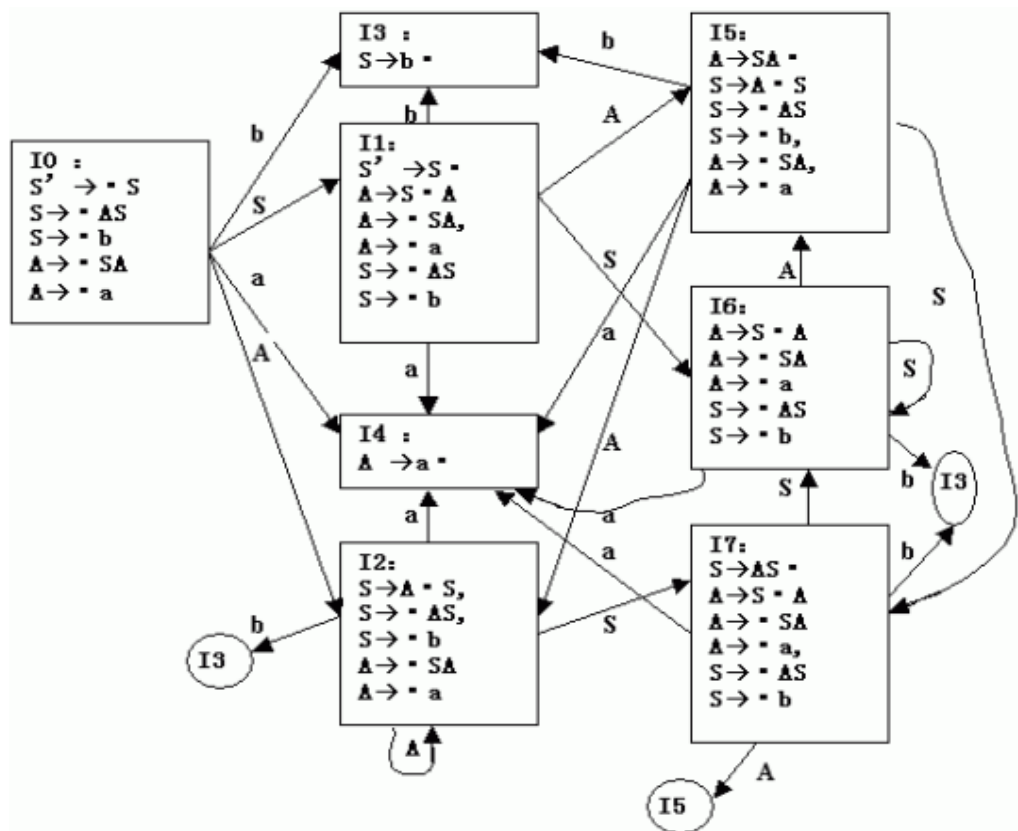 I3 :
S→b·
I5:
A→SA·
S→A·S
S→·AS
S→·b,
A→·SA,
A→·a
b
b
A
b
I0 :
S' →·S
S→·AS
S→·b
A→·SA
A→·a
I1:
S' →S·
A→S·A
A→·SA,
A→·a
S→·AS
S→·b
S
a
S
S
A
I6:
A→S·A
A→·SA
A→·a
S→·AS
S→·b
a
S
A
a
I4 :
A →a·
A
b
I3
S
a
a
a
b
I2:
S→A·S,
S→·AS,
S→·b
A→·SA
A→·a
I7:
S→AS·
A→S·A
A→·SA
A→·a,
S→·AS
S→·b
b
S
I3
A
A
I5